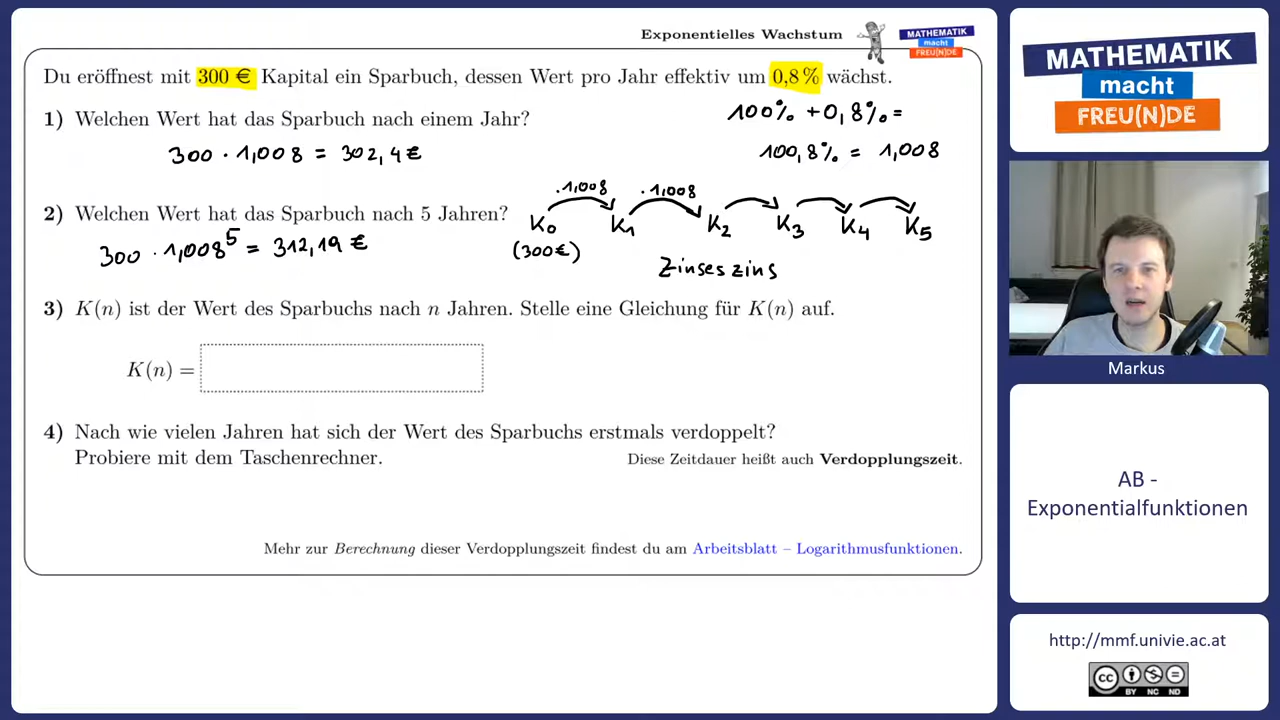 Exponentielles Wachstum
MATHEMATIK
macht
FREU(N)DE
Du eröffnest mit 300 € Kapital ein Sparbuch, dessen Wert pro Jahr effektiv um 0,8 % wächst.
1) Welchen Wert hat das Sparbuch nach einem Jahr?
100% + 0,8% =
300 · 1,008 = 302,4 €
100,8% = 1,008
· 1,008 · 1,008
2) Welchen Wert hat das Sparbuch nach 5 Jahren?
K₀ K₁ K₂ K₃ K₄ K₅
300 · 1,008⁵ = 312,19 €
(300 €)
Zinseszins
3) K(n) ist der Wert des Sparbuchs nach n Jahren. Stelle eine Gleichung für K(n) auf.
K(n) =
4) Nach wie vielen Jahren hat sich der Wert des Sparbuchs erstmals verdoppelt?
Probiere mit dem Taschenrechner.
Diese Zeitdauer heißt auch Verdopplungszeit.
Mehr zur Berechnung dieser Verdopplungszeit findest du am Arbeitsblatt – Logarithmusfunktionen.
MATHEMATIK
macht
FREU(N)DE
Markus
AB -
Exponentialfunktionen
http://mmf.univie.ac.at
cc
BY NC ND